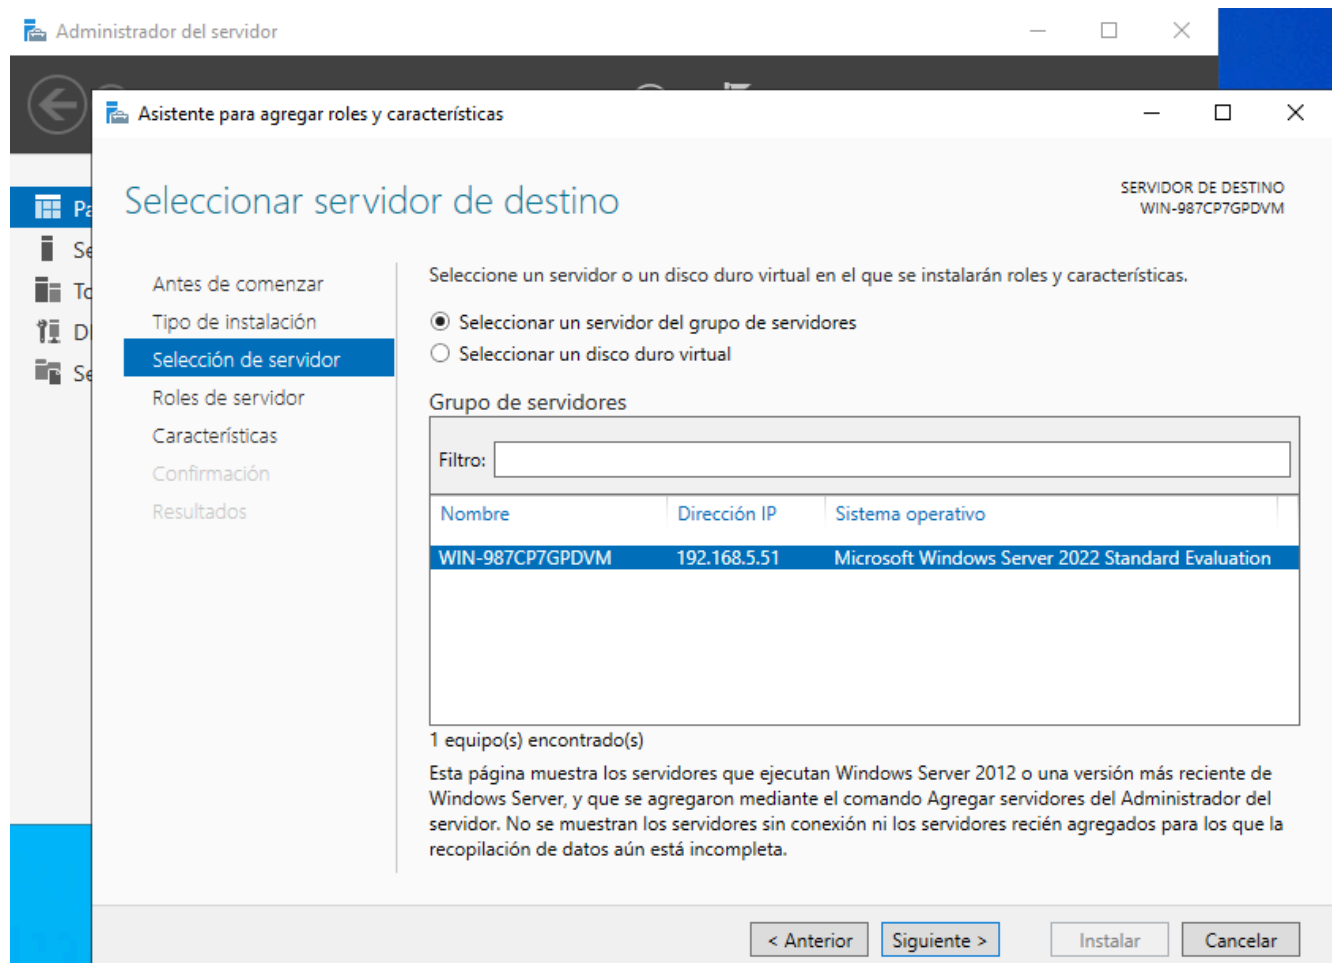 Administrador del servidor
Asistente para agregar roles y características
Seleccionar servidor de destino
SERVIDOR DE DESTINO
WIN-987CP7GPDVM
Antes de comenzar
Tipo de instalación
Selección de servidor
Roles de servidor
Características
Confirmación
Resultados
Seleccione un servidor o un disco duro virtual en el que se instalarán roles y características.
Seleccionar un servidor del grupo de servidores
Seleccionar un disco duro virtual
Grupo de servidores
Filtro:
Nombre Dirección IP Sistema operativo
WIN-987CP7GPDVM 192.168.5.51 Microsoft Windows Server 2022 Standard Evaluation
1 equipo(s) encontrado(s)
Esta página muestra los servidores que ejecutan Windows Server 2012 o una versión más reciente de
Windows Server, y que se agregaron mediante el comando Agregar servidores del Administrador del
servidor. No se muestran los servidores sin conexión ni los servidores recién agregados para los que la
recopilación de datos aún está incompleta.
< Anterior Siguiente > Instalar Cancelar